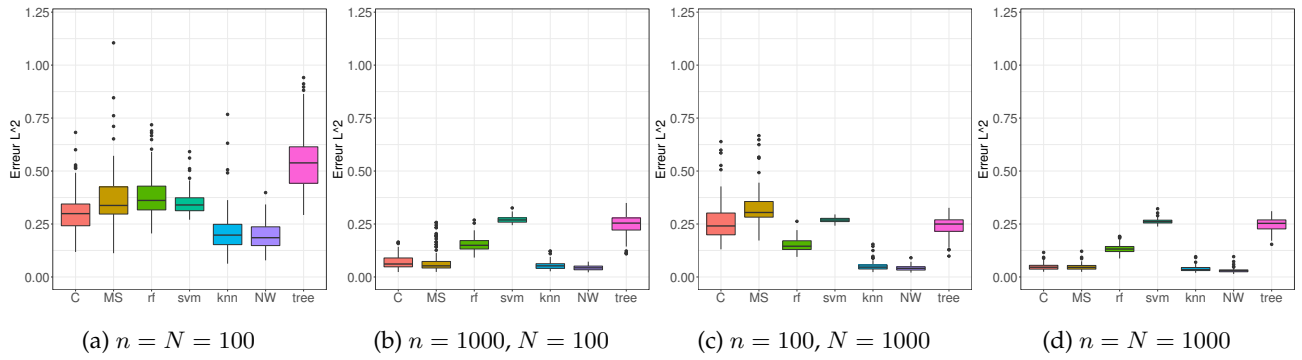 1.25
1.00
0.75
0.50
0.25
0.00
Erreur L^2
C MS rf svm knn NW tree
(a) n = N = 100
1.25
1.00
0.75
0.50
0.25
0.00
Erreur L^2
C MS rf svm knn NW tree
(b) n = 1000, N = 100
1.25
1.00
0.75
0.50
0.25
0.00
Erreur L^2
C MS rf svm knn NW tree
(c) n = 100, N = 1000
1.25
1.00
0.75
0.50
0.25
0.00
Erreur L^2
C MS rf svm knn NW tree
(d) n = N = 1000